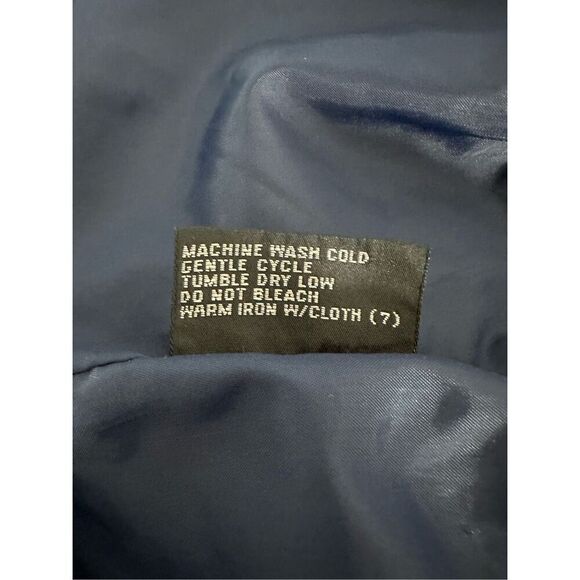 MACHINE WASH COLD
GENTLE CYCLE
TUMBLE DRY LOW
DO NOT BLEACH
WARM IRON W/CLOTH (7)